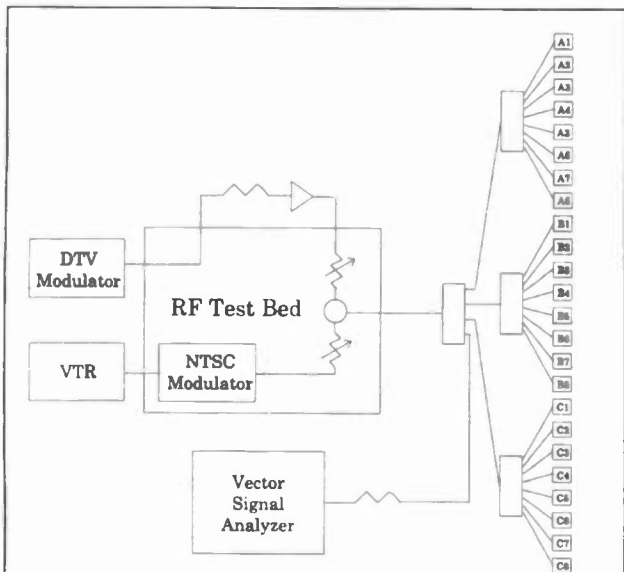 A1
A2
A3
A4
A2
A6
A7
A8
DTV
Modulator
RF Test Bed
VTR
NTSC
Modulator
B1
B2
B3
B4
B5
B6
B7
B8
Vector
Signal
Analyzer
C1
C2
C3
C4
C5
C6
C7
C8